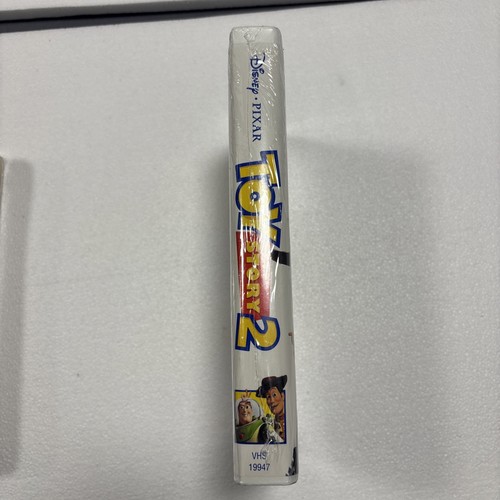 Disney • PIXAR
TOY
STORY
2
VHS
19947